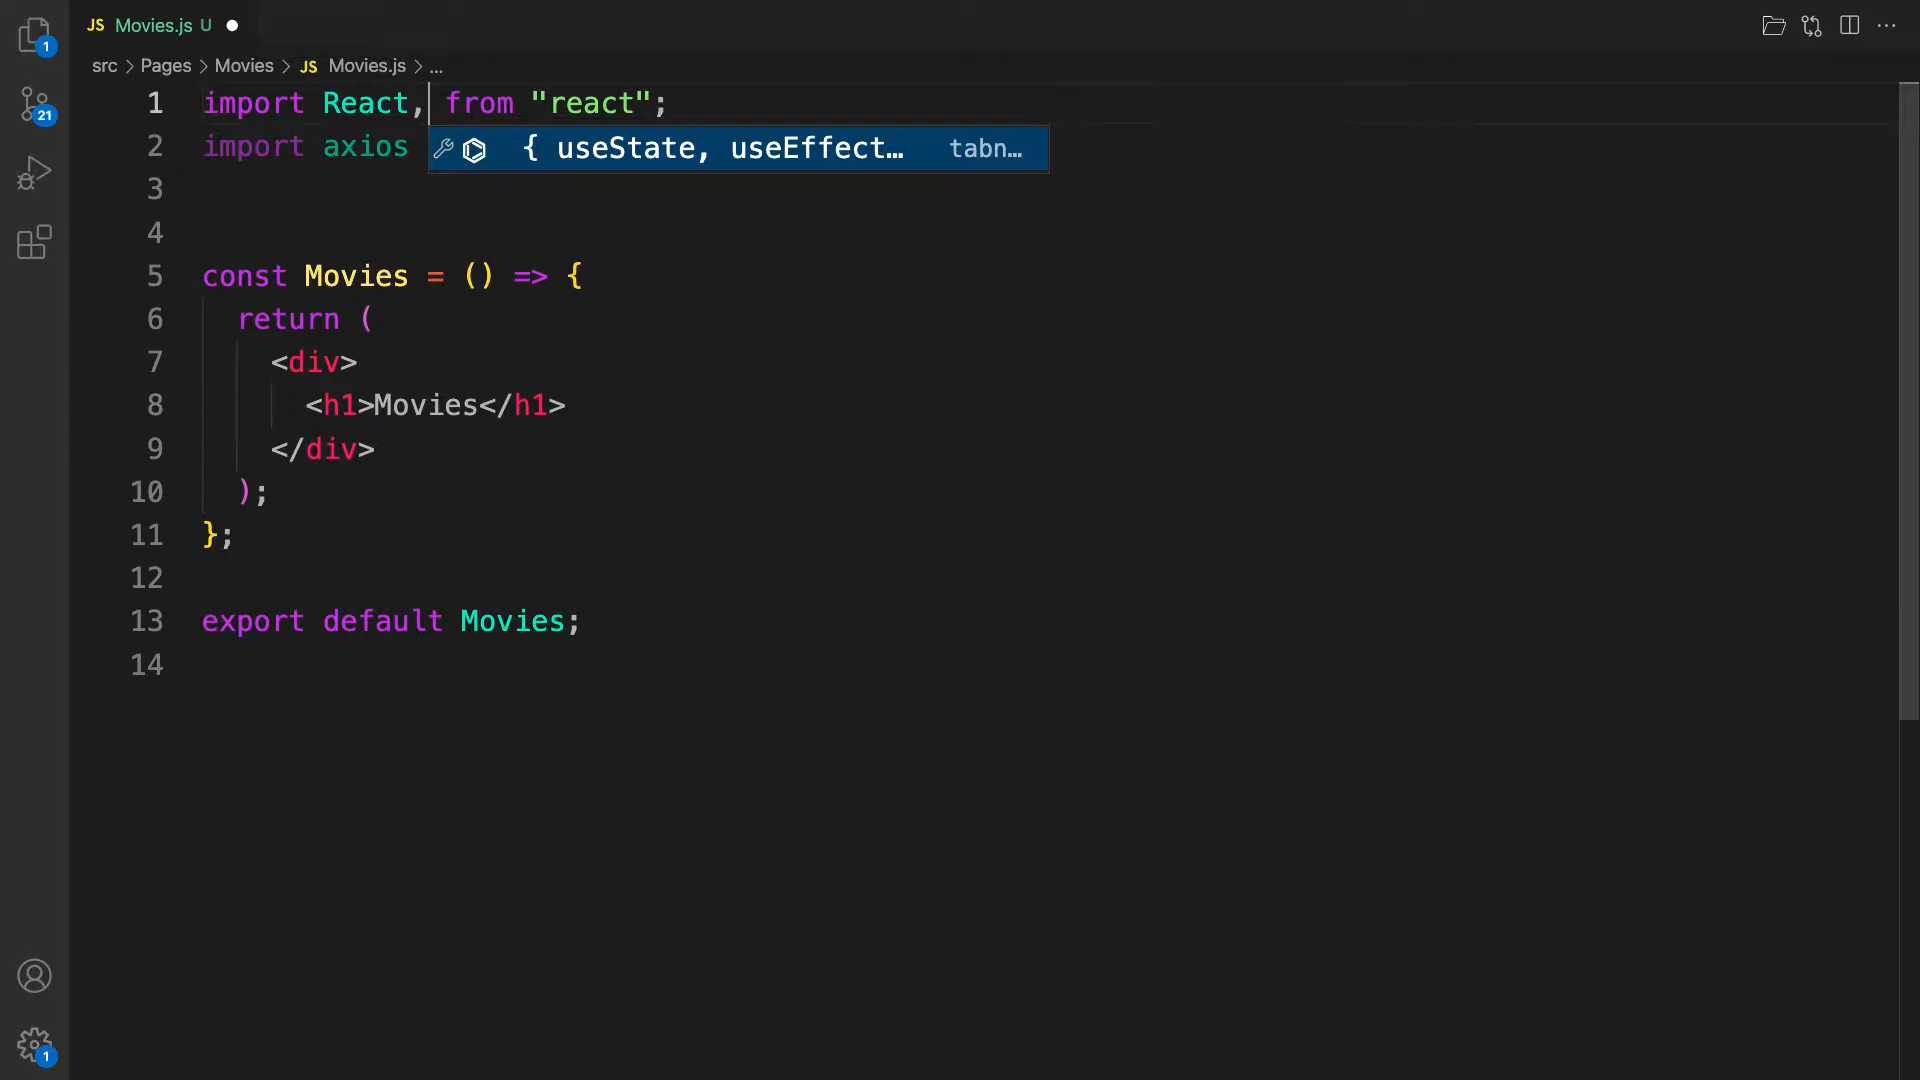 1
JS Movies.js U
src > Pages > Movies > JS Movies.js > ...
1 import React, from "react";
21
2 import axios
{ useState, useEffect… tabn…
3
4
5 const Movies = () => {
6 return (
7 <div>
8 <h1>Movies</h1>
9 </div>
10 );
11 };
12
13 export default Movies;
14
1